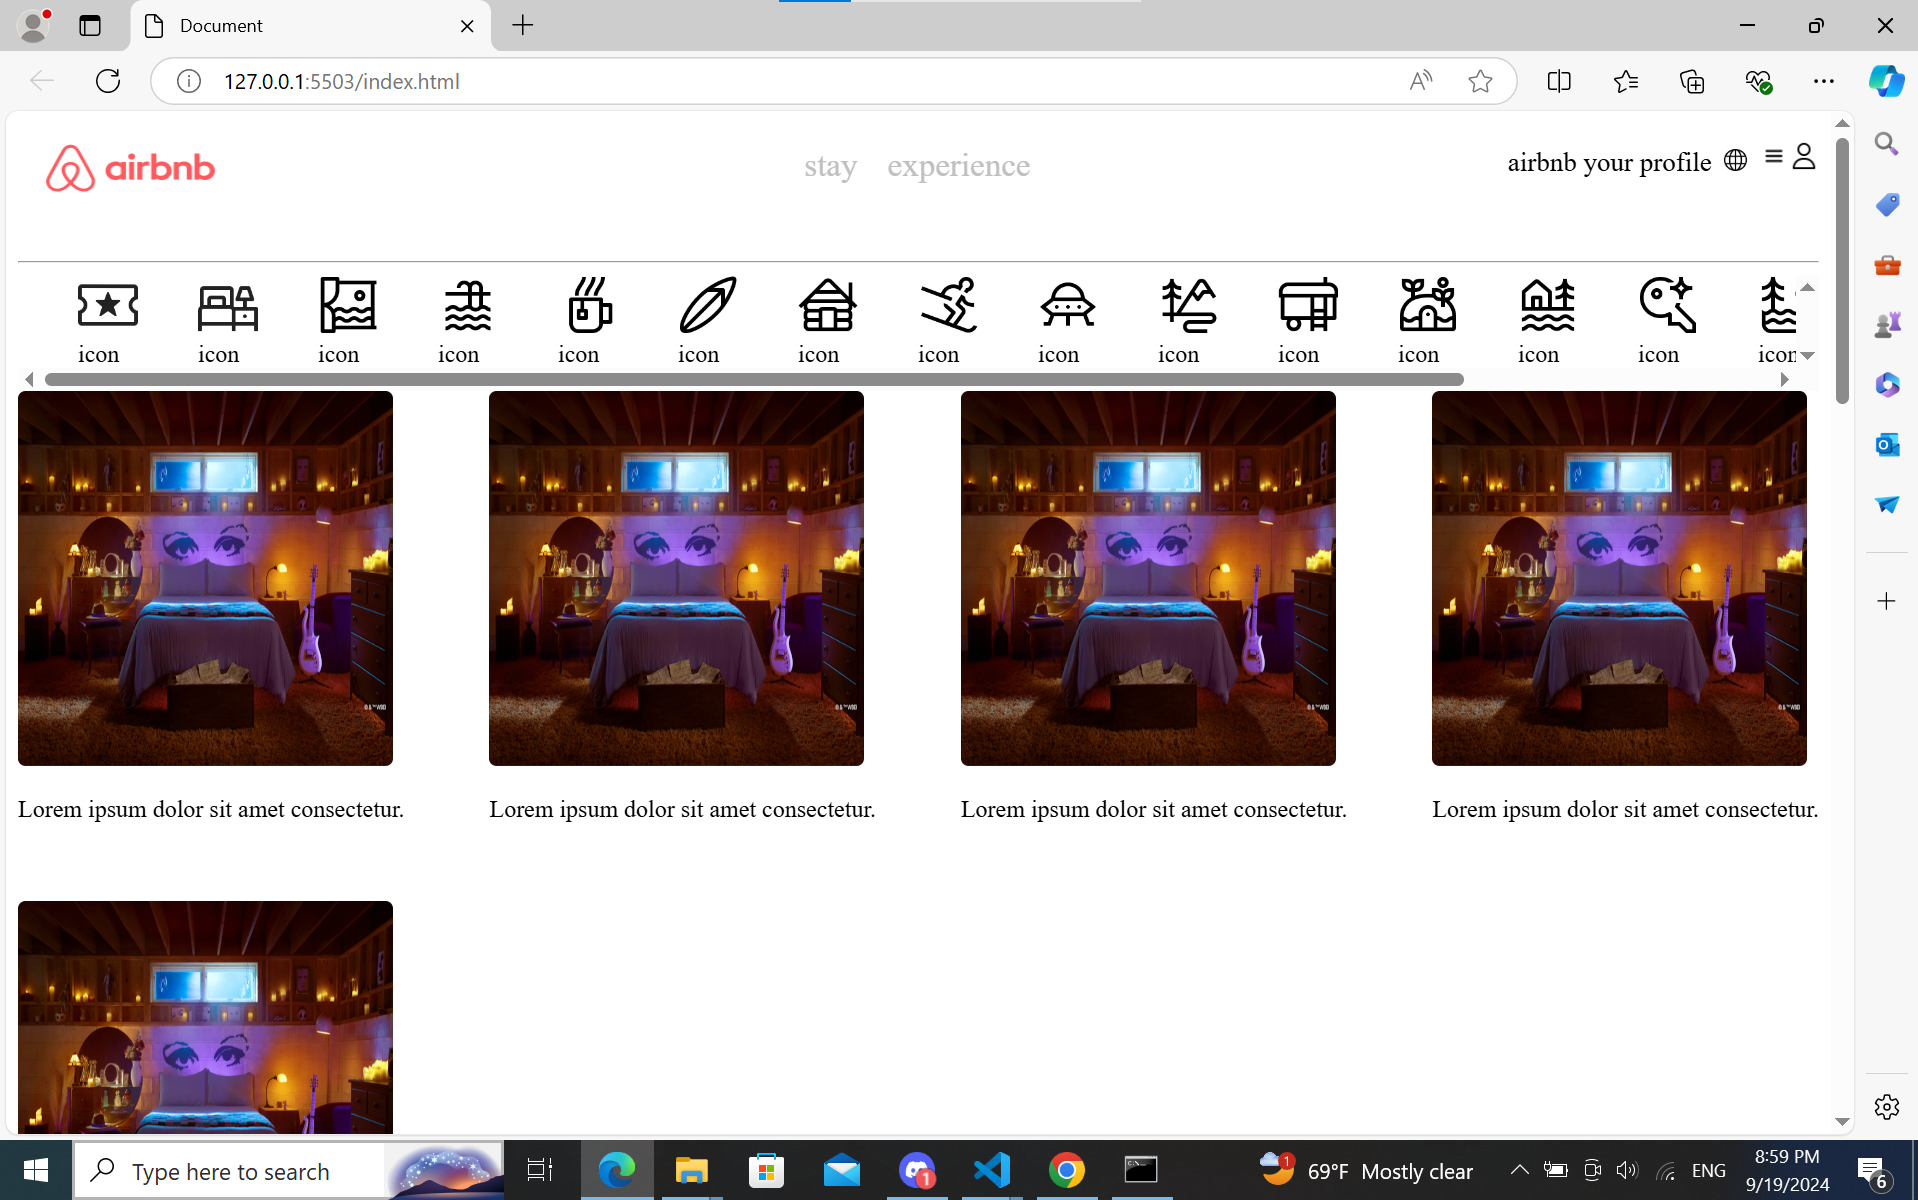 Document
127.0.0.1:5503/index.html
airbnb
stay experience
airbnb your profile
icon icon icon icon icon icon icon icon icon icon icon icon icon icon icon
Lorem ipsum dolor sit amet consectetur. Lorem ipsum dolor sit amet consectetur. Lorem ipsum dolor sit amet consectetur. Lorem ipsum dolor sit amet consectetur.
Type here to search
1
1
69°F Mostly clear
ENG
8:59 PM
9/19/2024
6